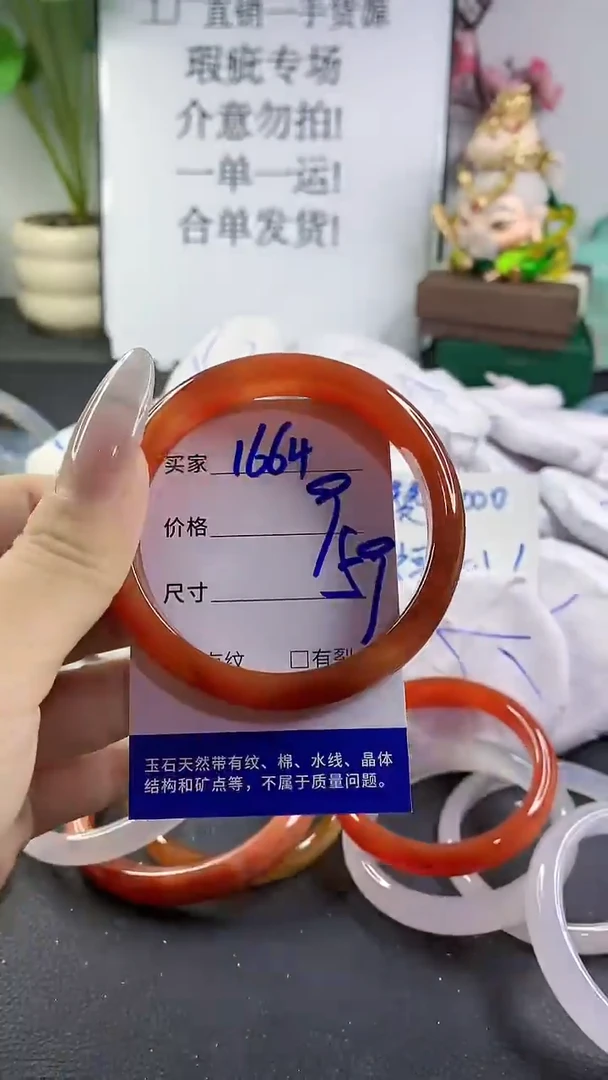 工厂直销一手货源
瑕疵专场
介意勿拍!
一单一运!
合单发货!
买家 1664
价格 9
尺寸 59
有纹 □有裂
玉石天然带有纹、棉、水线、晶体
结构和矿点等，不属于质量问题。